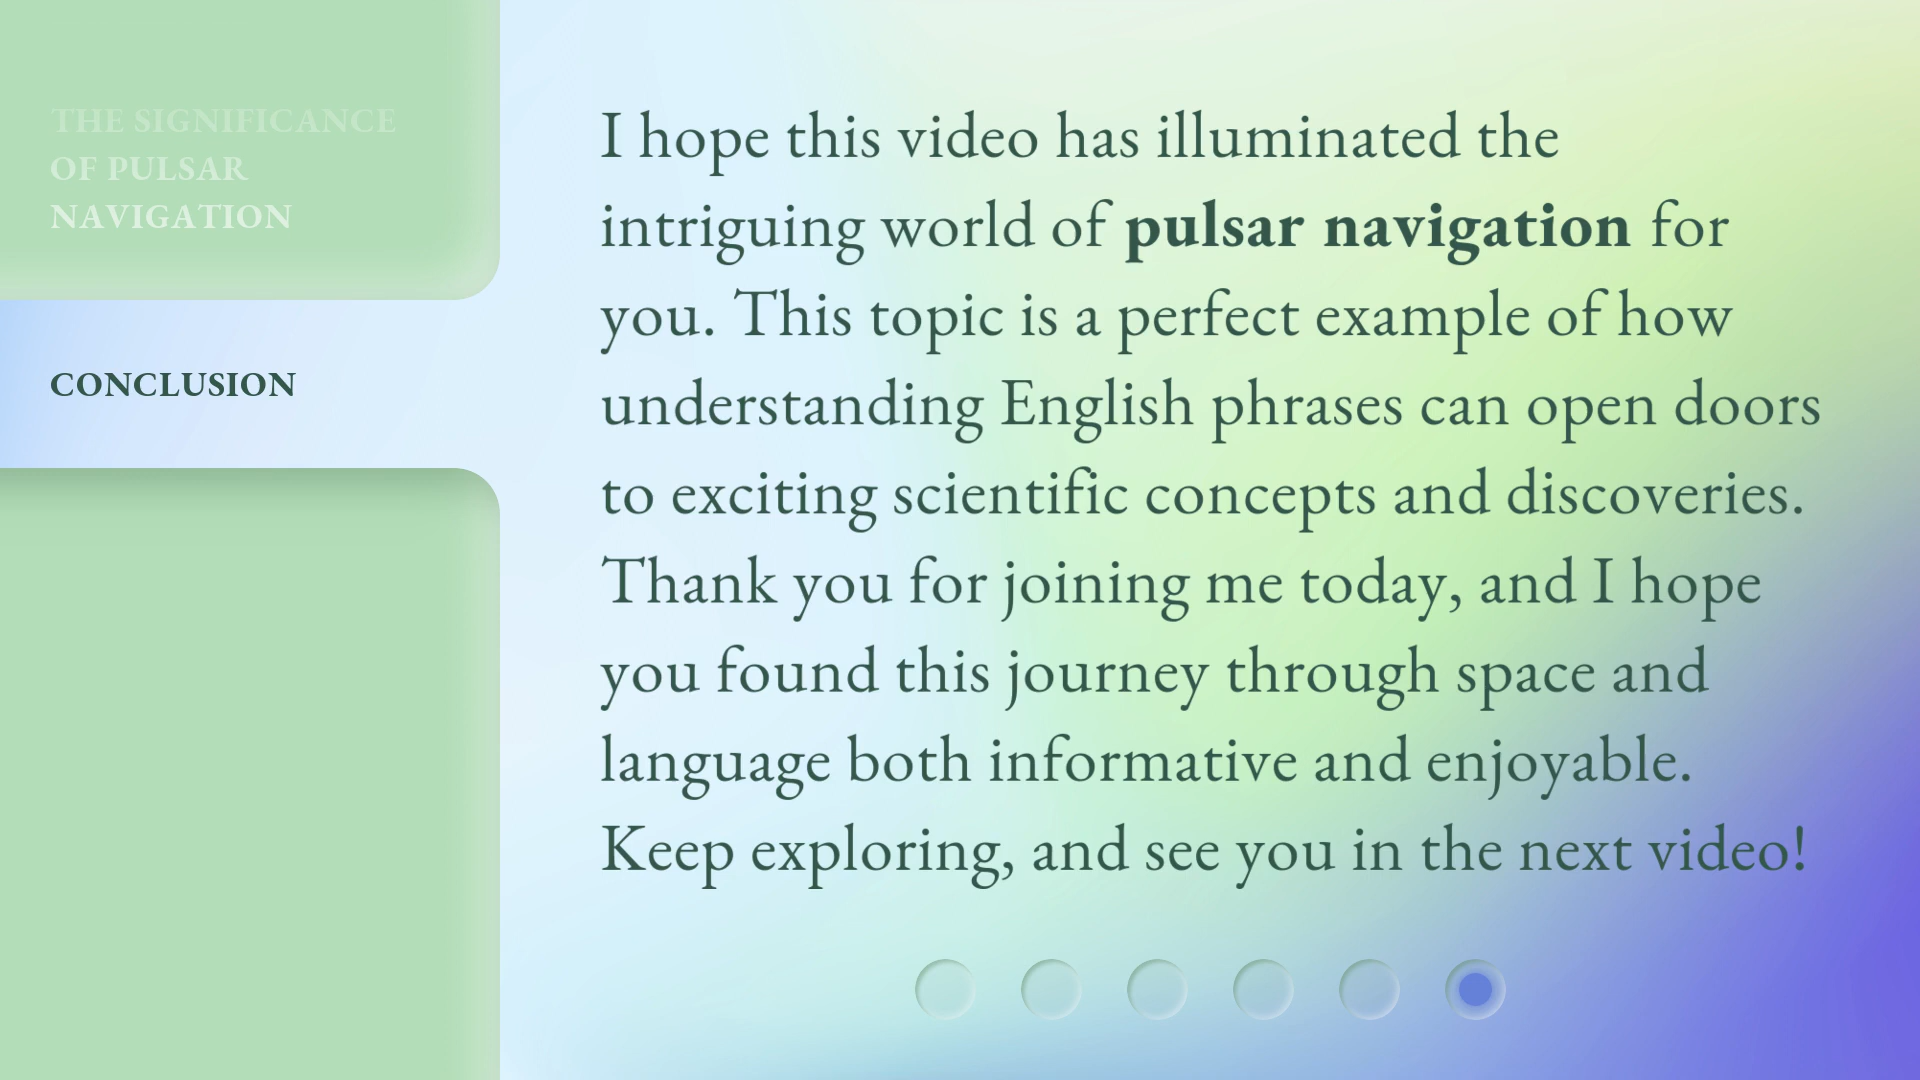 THE SIGNIFICANCE
OF PULSAR
NAVIGATION
CONCLUSION
I hope this video has illuminated the
intriguing world of pulsar navigation for
you. This topic is a perfect example of how
understanding English phrases can open doors
to exciting scientific concepts and discoveries.
Thank you for joining me today, and I hope
you found this journey through space and
language both informative and enjoyable.
Keep exploring, and see you in the next video!